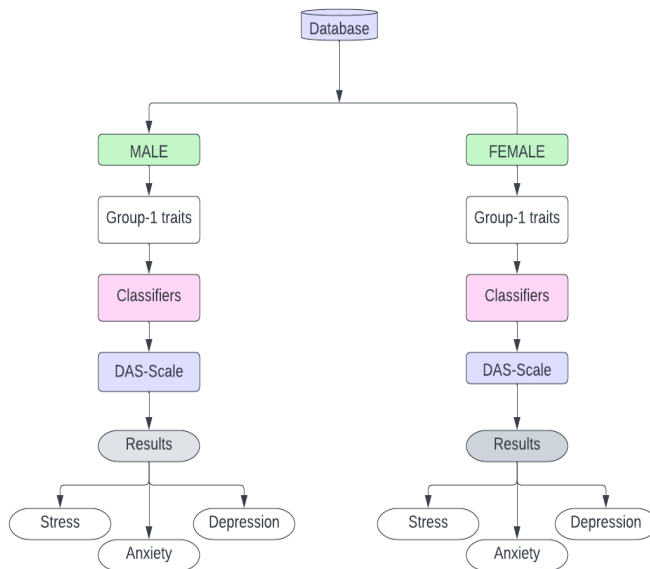 Database
MALE
FEMALE
Group-1 traits
Group-1 traits
Classifiers
Classifiers
DAS-Scale
DAS-Scale
Results
Results
Stress
Depression
Stress
Depression
Anxiety
Anxiety